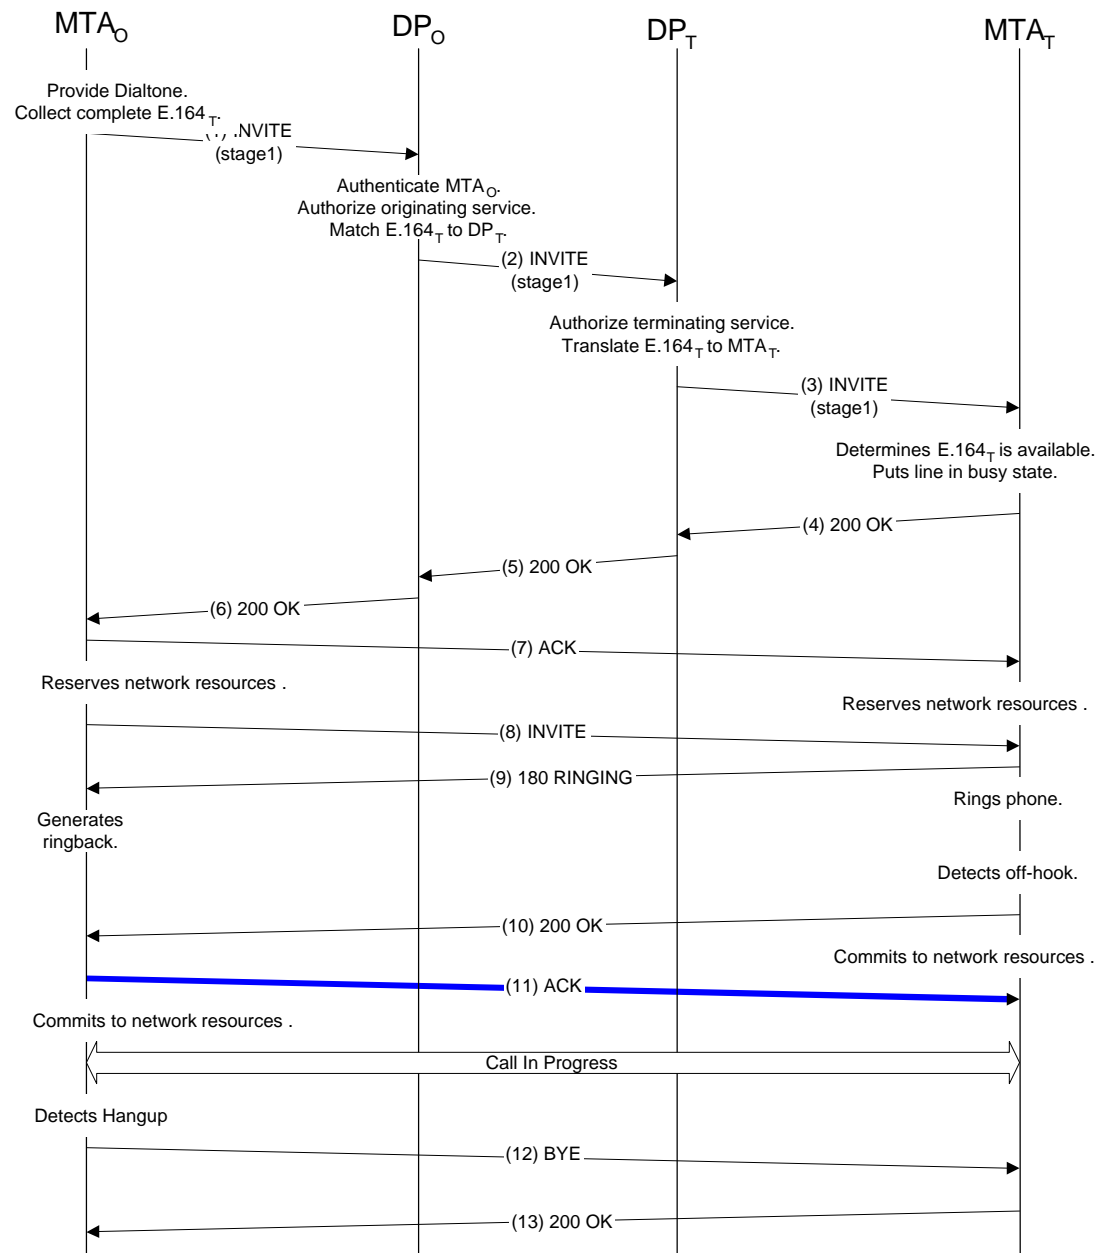 MTAO DPO DPT MTAT
Provide Dialtone.
Collect complete E.164T.
INVITE
(stage1)
Authenticate MTAO.
Authorize originating service.
Match E.164T to DPT.
(2) INVITE
(stage1)
Authorize terminating service.
Translate E.164T to MTAT.
(3) INVITE
(stage1)
Determines E.164T is available.
Puts line in busy state.
(4) 200 OK
(5) 200 OK
(6) 200 OK
(7) ACK
Reserves network resources .
Reserves network resources .
(8) INVITE
(9) 180 RINGING
Rings phone.
Generates
ringback.
Detects off-hook.
(10) 200 OK
Commits to network resources .
(11) ACK
Commits to network resources .
Call In Progress
Detects Hangup
(12) BYE
(13) 200 OK